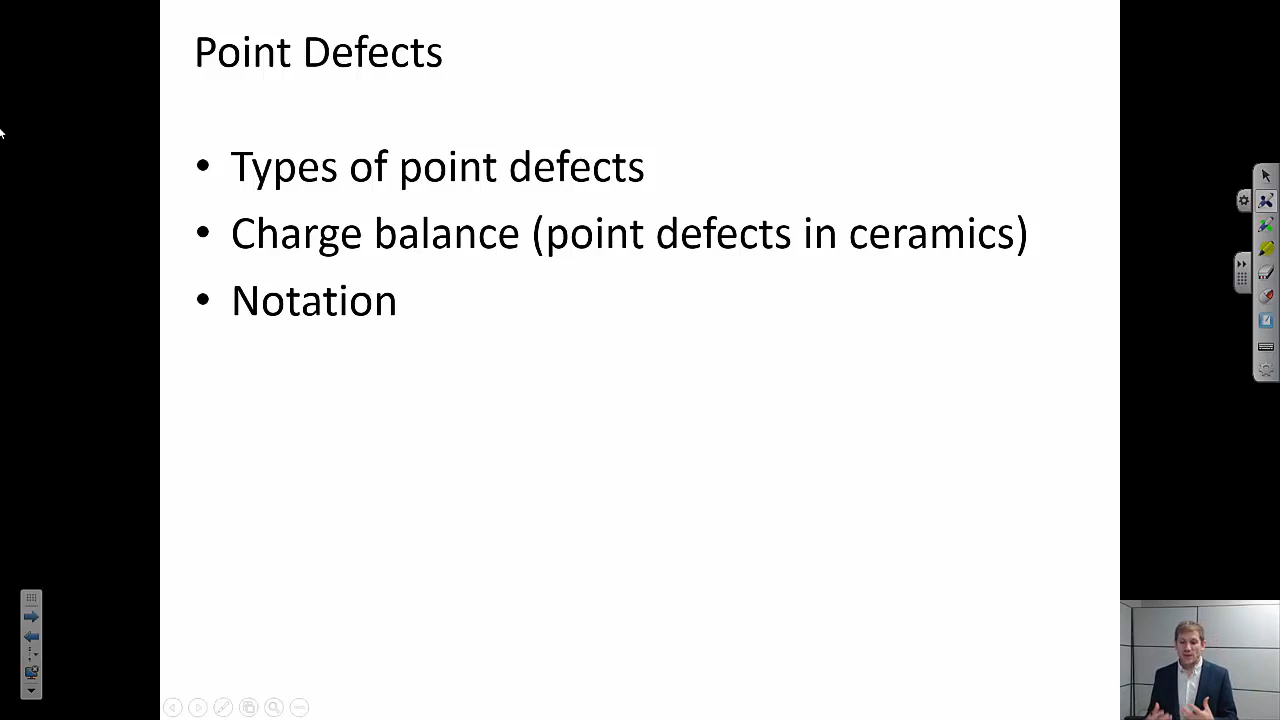 Point Defects
• Types of point defects
• Charge balance (point defects in ceramics)
• Notation